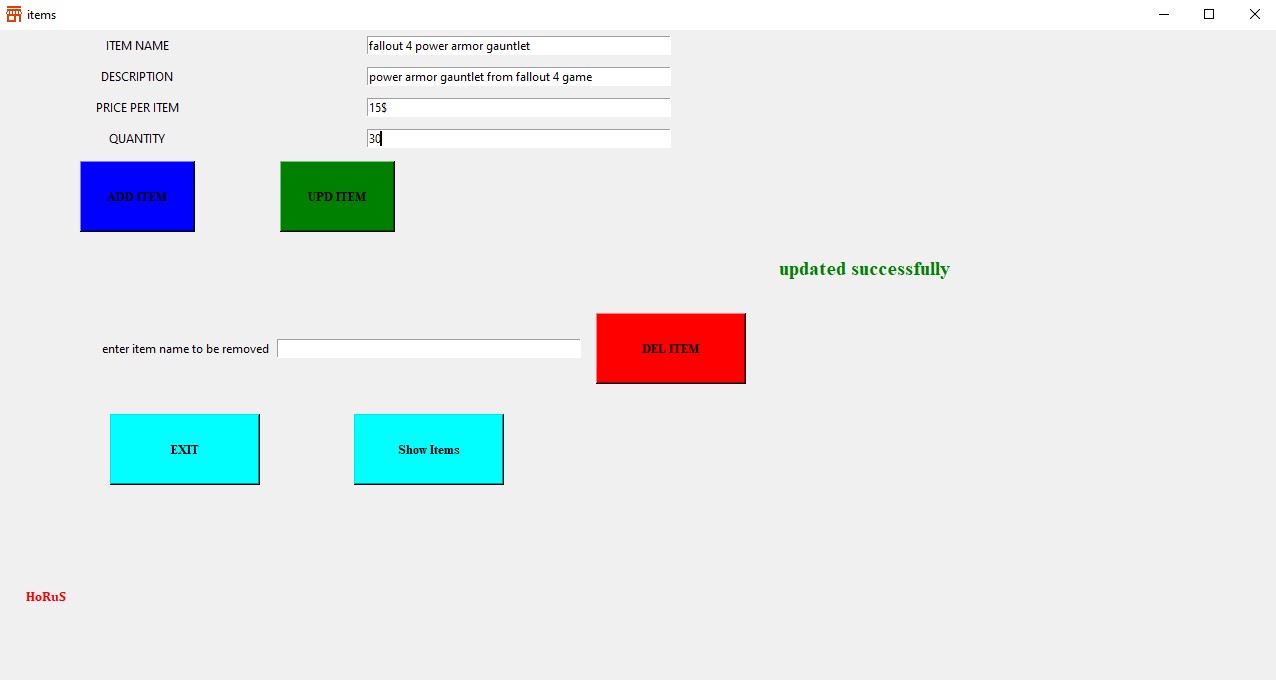 items
ITEM NAME fallout 4 power armor gauntlet
DESCRIPTION power armor gauntlet from fallout 4 game
PRICE PER ITEM 15$
QUANTITY 30
ADD ITEM UPD ITEM
updated successfully
enter item name to be removed DEL ITEM
EXIT Show Items
HoRuS